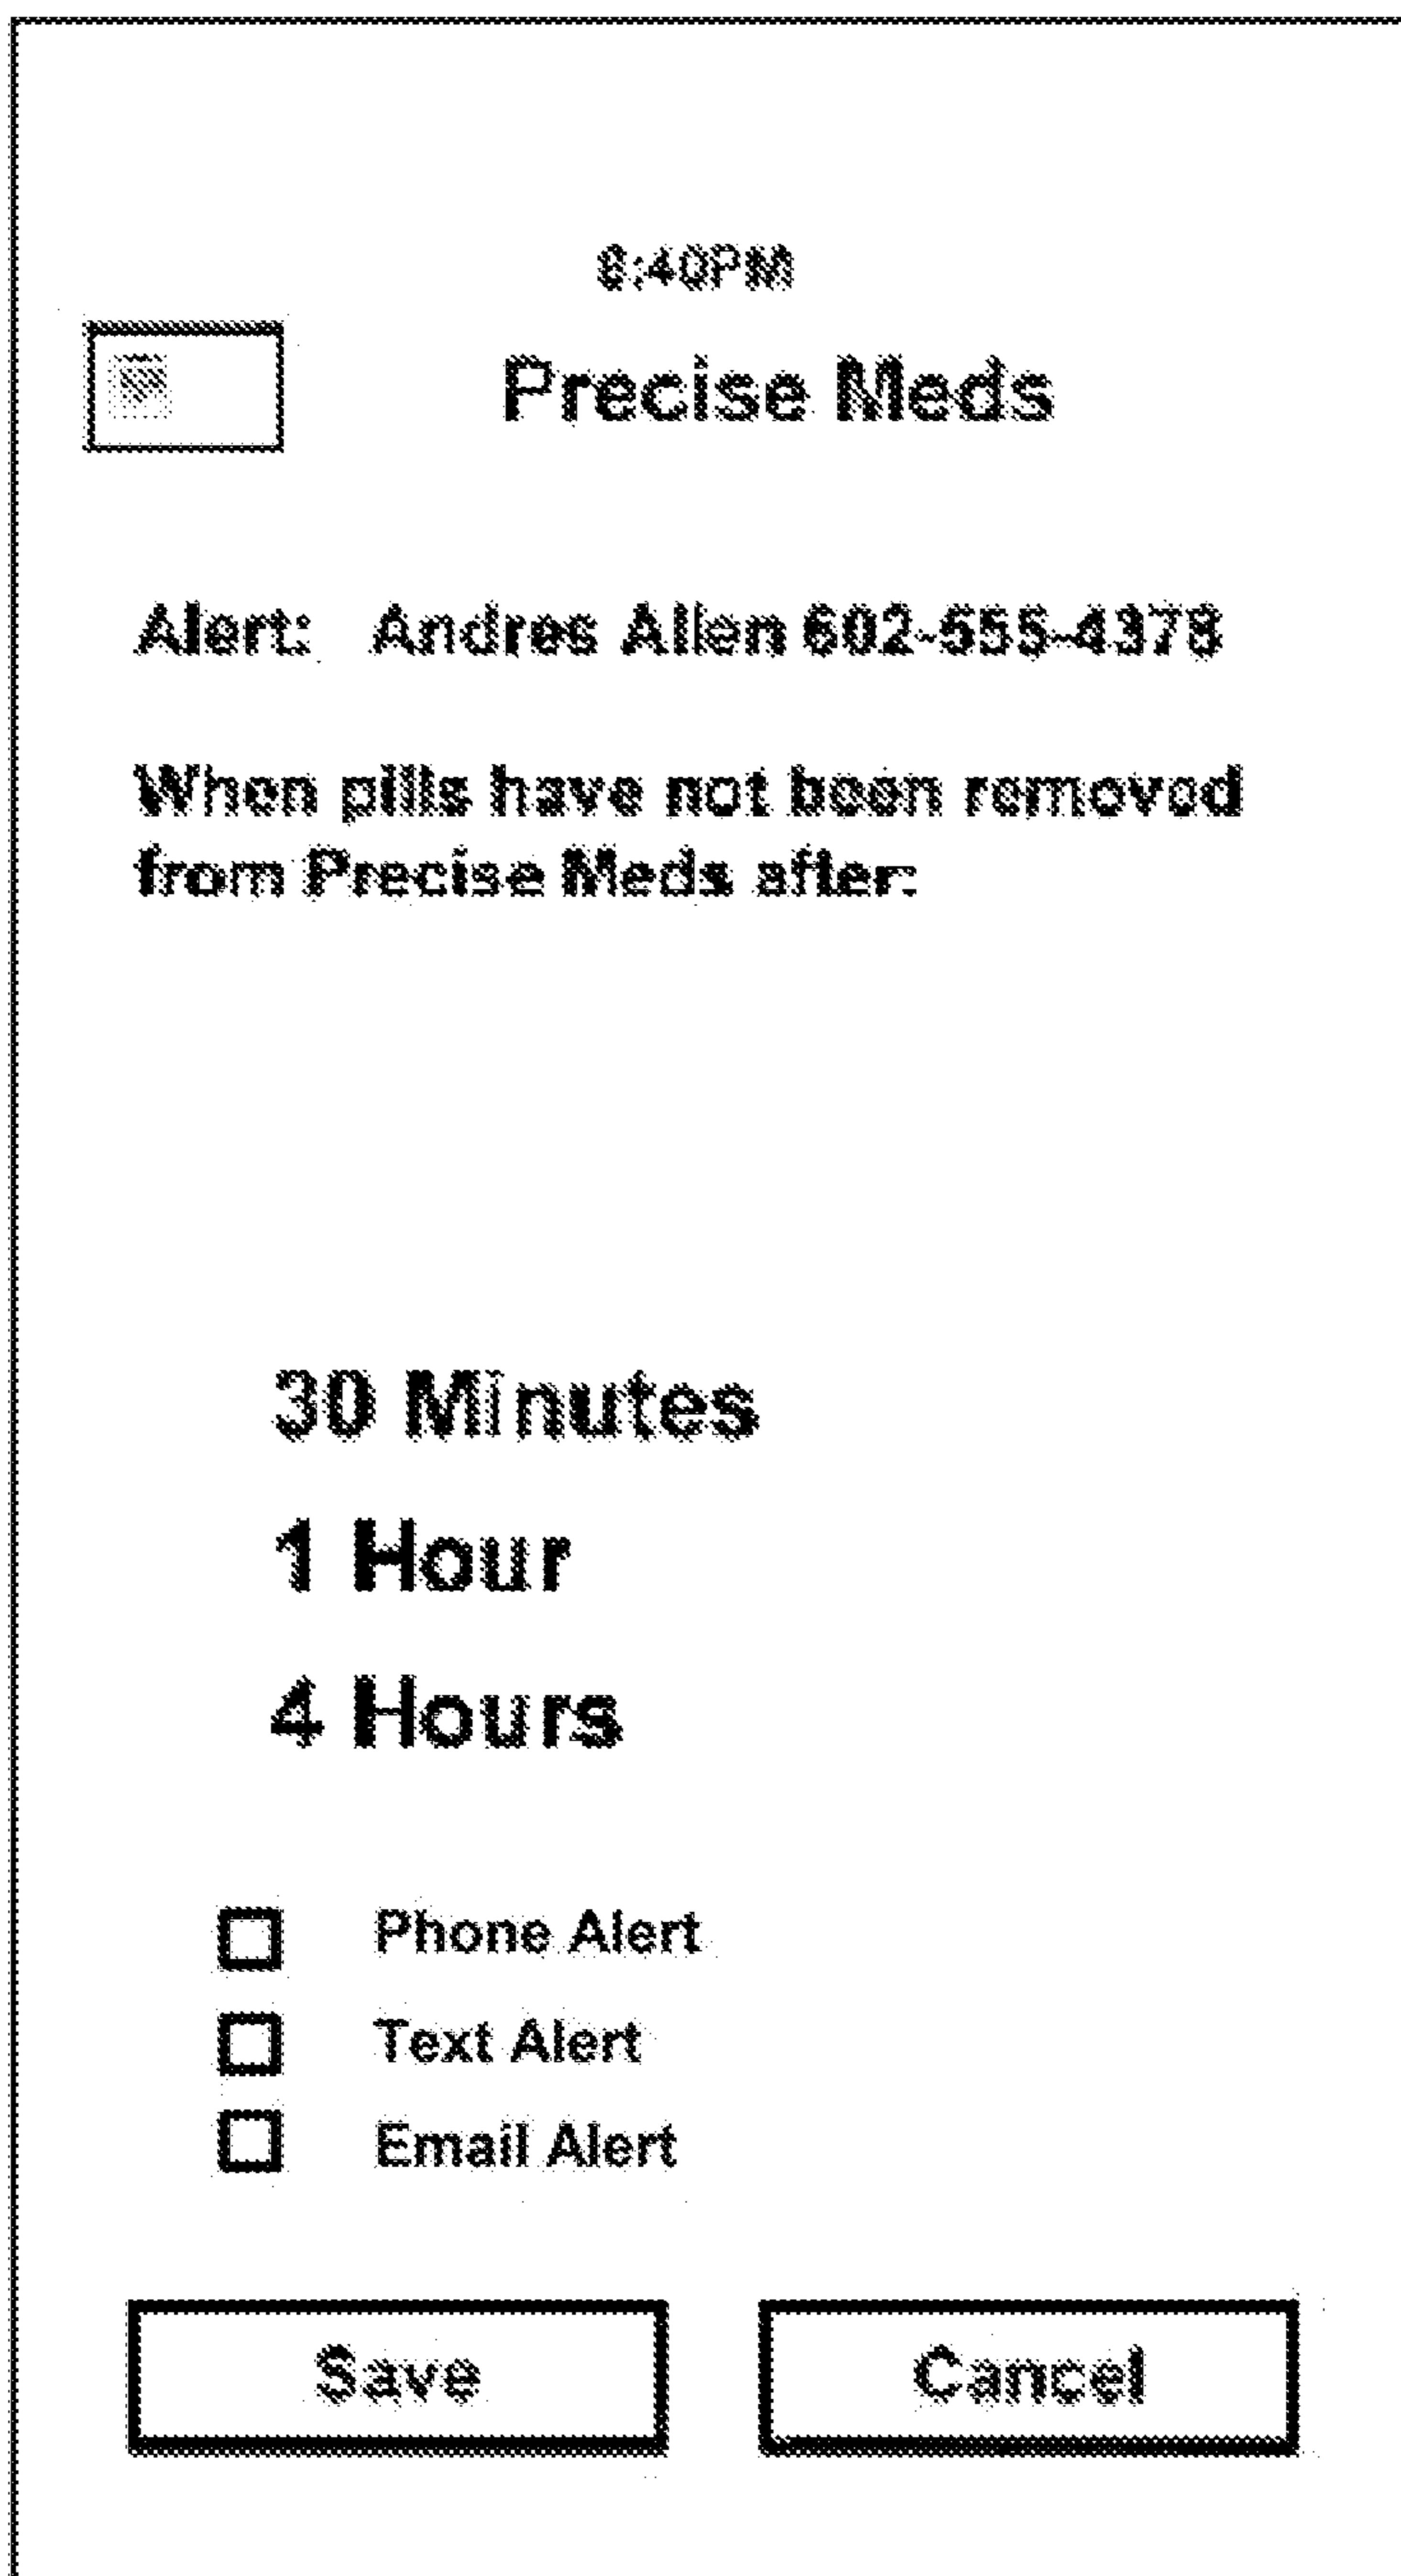 :40PM
Precise Meds
Alert: Andres Allen 602-555-4378
When pills have not been removed
from Precise Meds after:
30 Minutes
1 Hour
4 Hours
Phone Alert
Text Alert
Email Alert
Save
Cancel